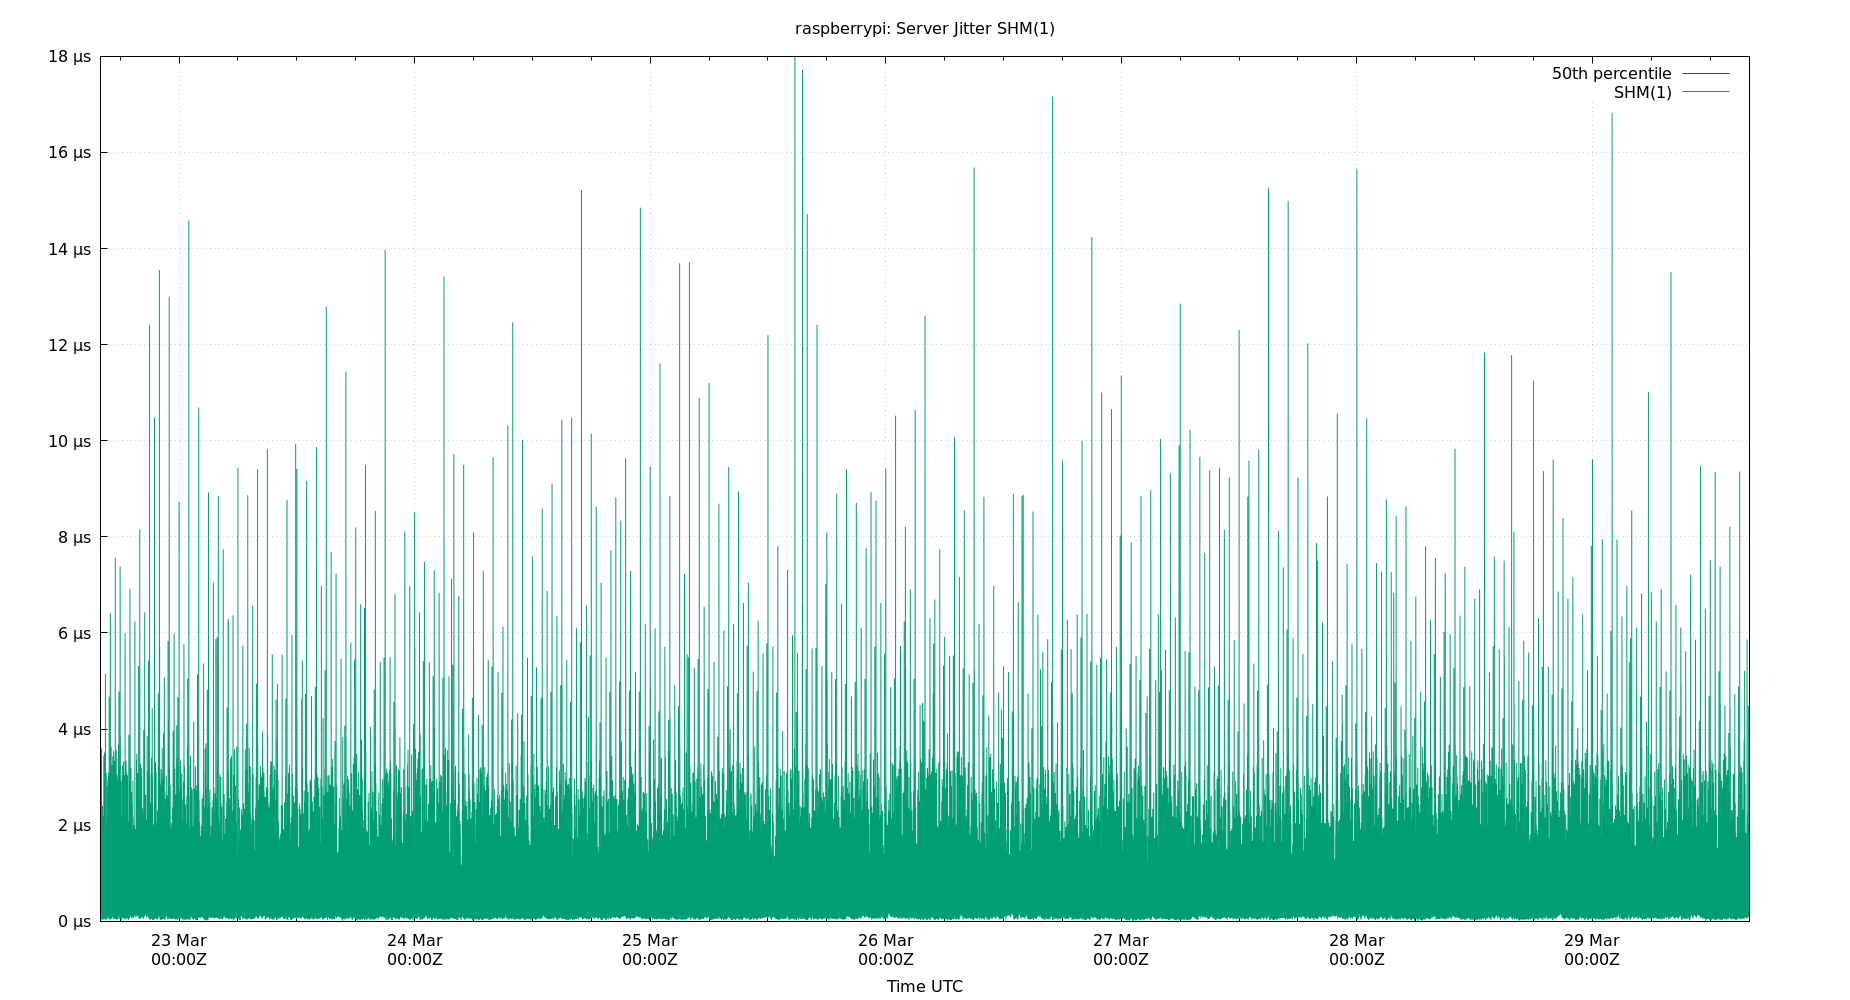 raspberrypi: Server Jitter SHM(1)
50th percentile
SHM(1)
18 µs
16 µs
14 µs
12 µs
10 µs
8 µs
6 µs
4 µs
2 µs
0 µs
23 Mar 24 Mar 25 Mar 26 Mar 27 Mar 28 Mar 29 Mar
00:00Z 00:00Z 00:00Z 00:00Z 00:00Z 00:00Z 00:00Z
Time UTC